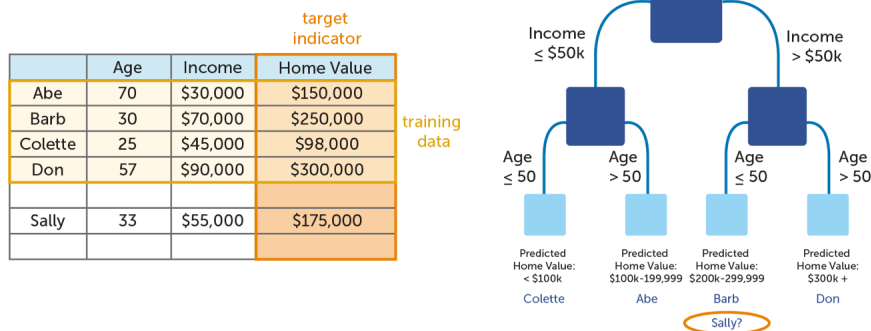 target
indicator
Age Income Home Value
Abe 70 $30,000 $150,000
Barb 30 $70,000 $250,000
Colette 25 $45,000 $98,000
Don 57 $90,000 $300,000
Sally 33 $55,000 $175,000
training
data
Income
≤ $50k
Income
> $50k
Age
≤ 50
Age
> 50
Age
≤ 50
Age
> 50
Predicted
Home Value:
< $100k
Colette
Predicted
Home Value:
$100k-199,999
Abe
Predicted
Home Value:
$200k-299,999
Barb
Sally?
Predicted
Home Value:
$300k +
Don